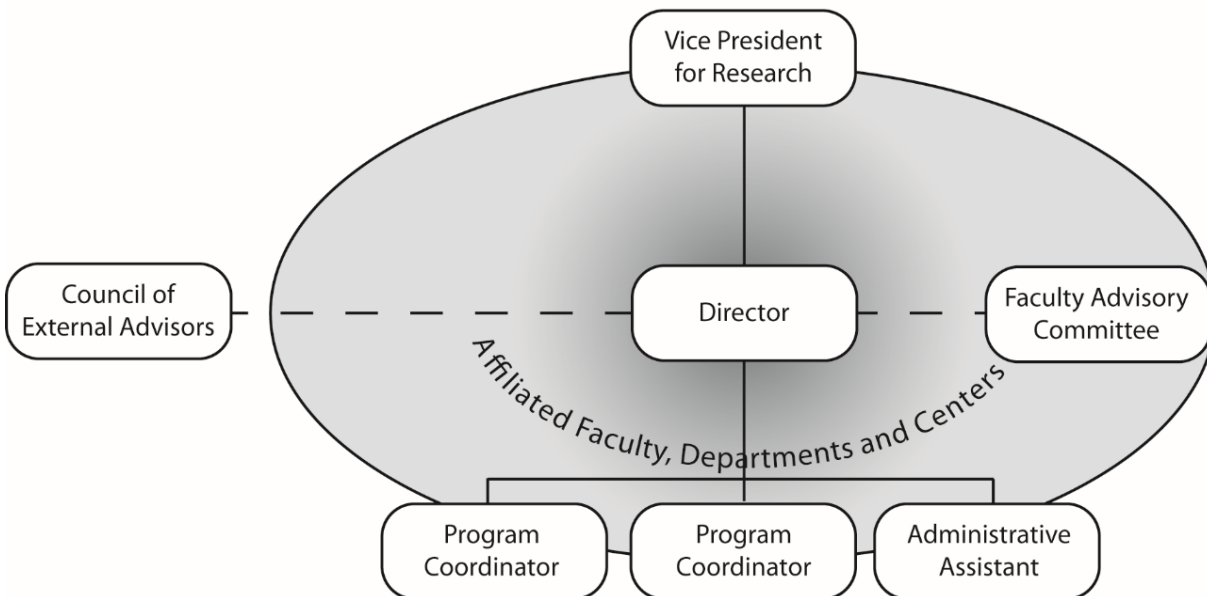 Vice President
for Research
Council of
External Advisors
Director
Faculty Advisory
Committee
Affiliated Faculty, Departments and Centers
Program
Coordinator
Program
Coordinator
Administrative
Assistant